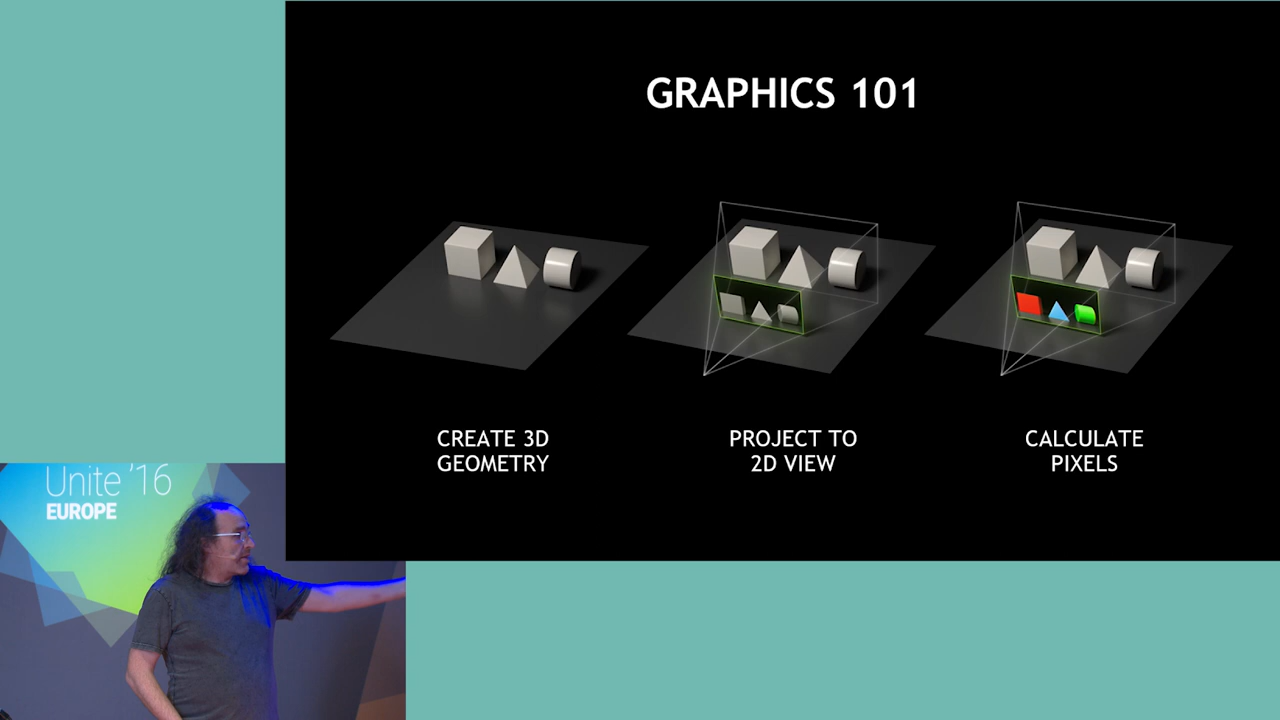 GRAPHICS 101
CREATE 3D
GEOMETRY
PROJECT TO
2D VIEW
CALCULATE
PIXELS
Unite '16
EUROPE